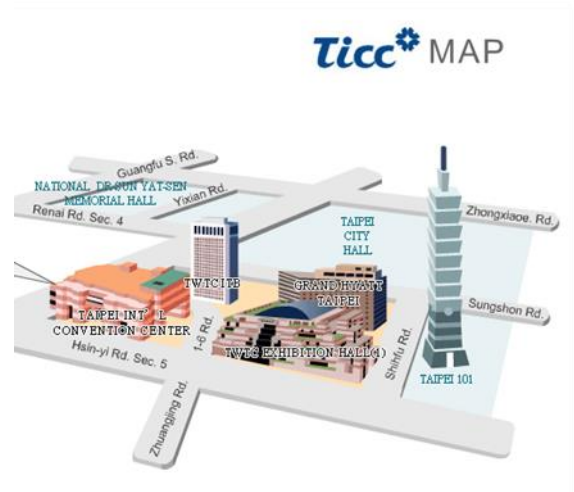 Ticc MAP
Guangfu S. Rd.
NATIONAL DR SUN YAT-SEN
MEMORIAL HALL
Yixian Rd.
Renai Rd. Sec. 4
Zhongxiaoe. Rd.
TAIPEI
CITY
HALL
TWTCITB
GRAND HYATT
TAIPEI
TAIPEI INT'L
CONVENTION CENTER
Sungshon Rd.
1-6 Rd.
Hsin-yi Rd. Sec. 5
TWTC EXHIBITION HALL(1)
Shihfu Rd.
TAIPEI 101
Zhuangjing Rd.